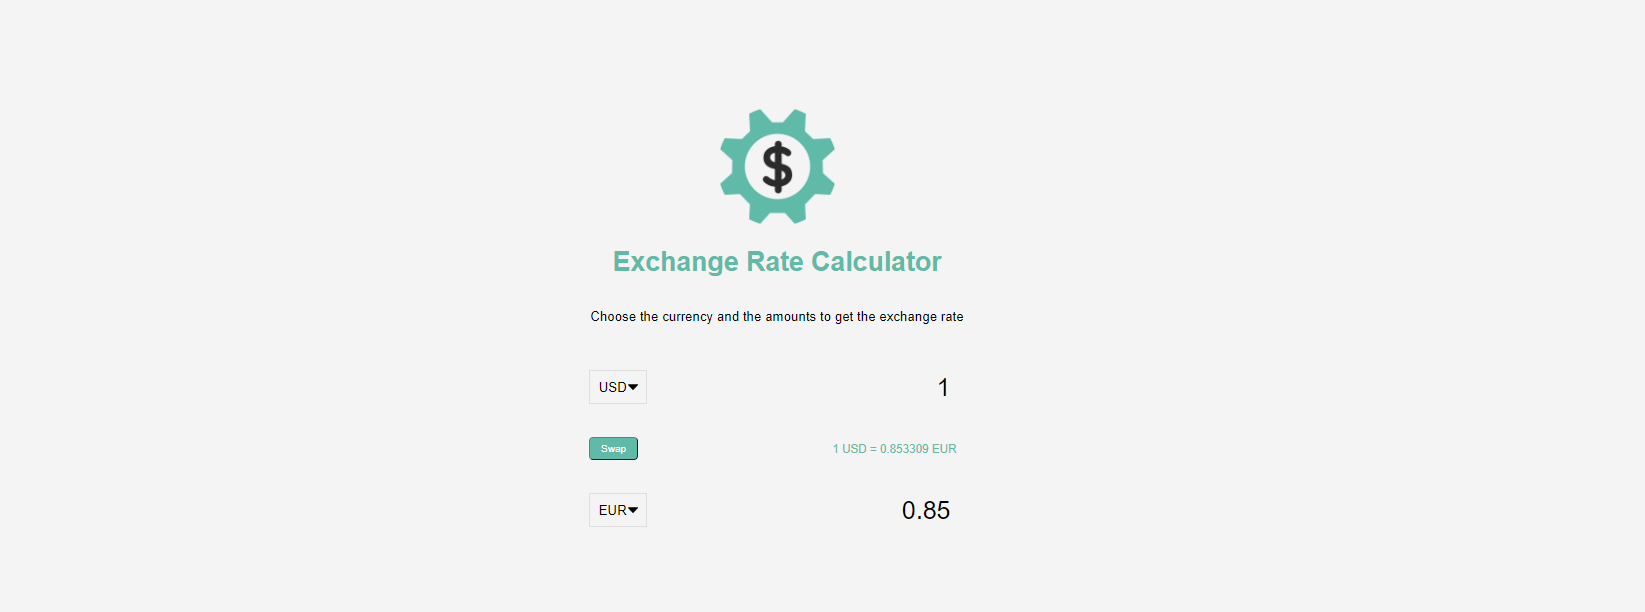 $
Exchange Rate Calculator
Choose the currency and the amounts to get the exchange rate
USD 1
Swap 1 USD = 0.853309 EUR
EUR 0.85